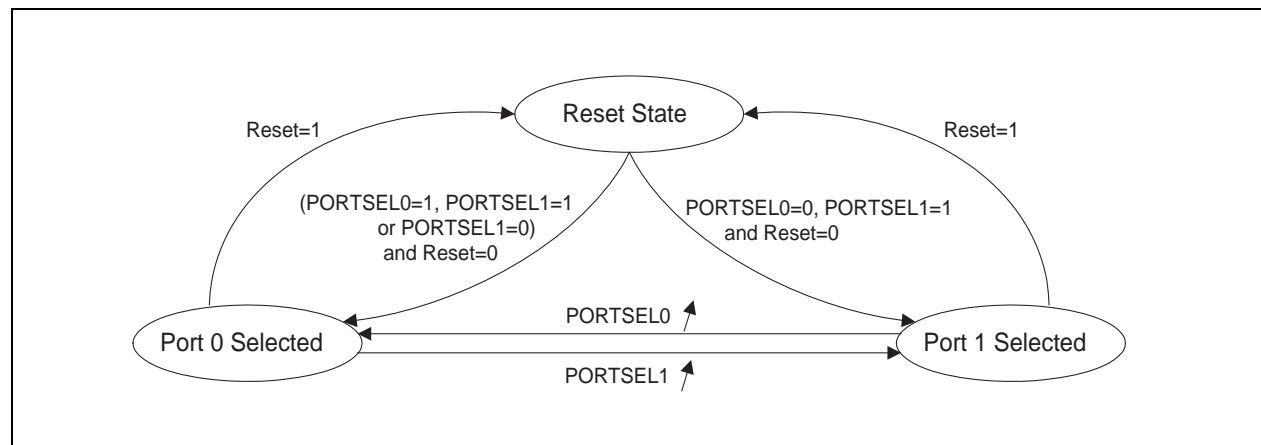 Reset State
Reset=1
Reset=1
(PORTSEL0=1, PORTSEL1=1
or PORTSEL1=0)
and Reset=0
PORTSEL0=0, PORTSEL1=1
and Reset=0
PORTSEL0
Port 0 Selected
Port 1 Selected
PORTSEL1